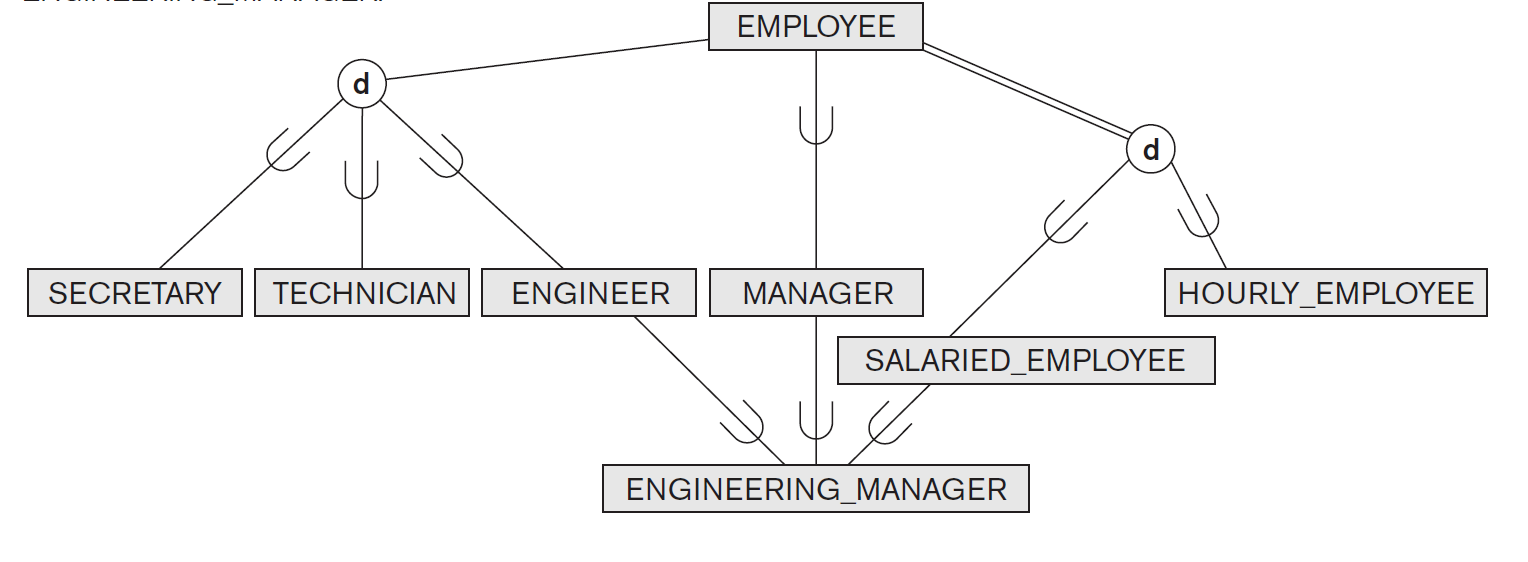 EMPLOYEE
d
d
SECRETARY
TECHNICIAN
ENGINEER
MANAGER
HOURLY_EMPLOYEE
SALARIED_EMPLOYEE
ENGINEERING_MANAGER